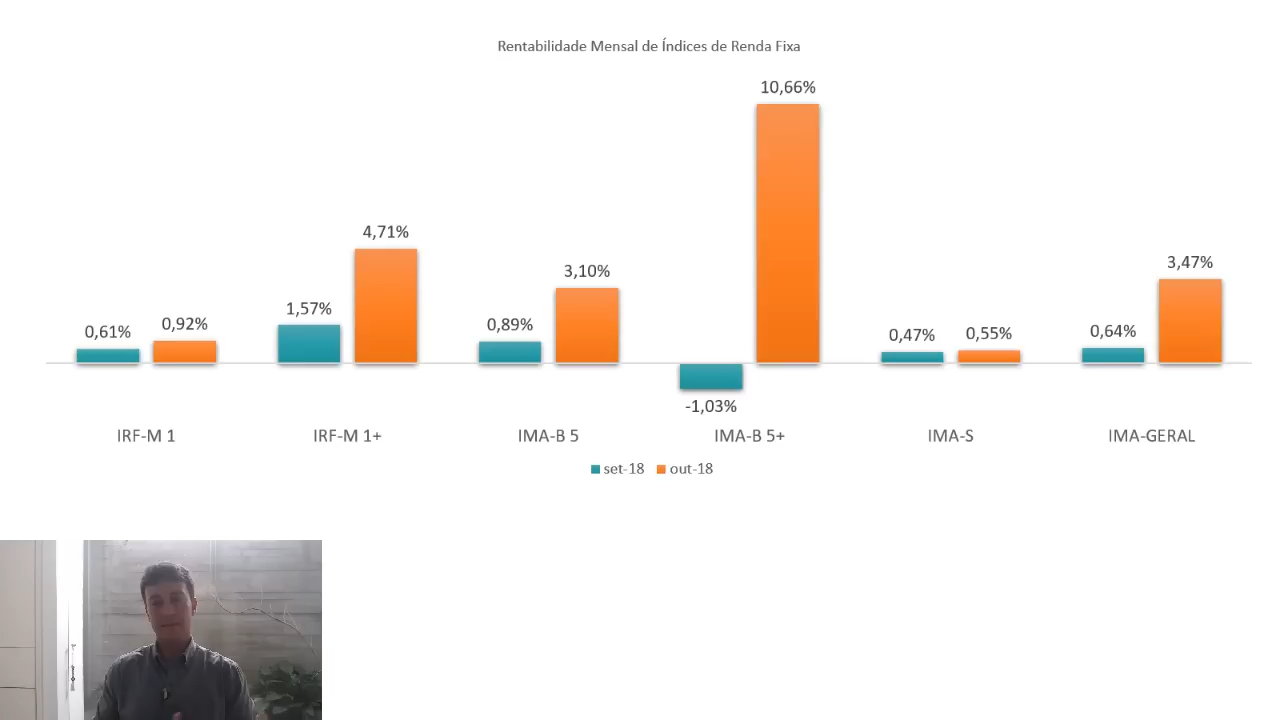 Rentabilidade Mensal de Índices de Renda Fixa
10,66%
4,71%
3,10%
3,47%
1,57%
0,61%
0,92%
0,89%
0,47%
0,55%
0,64%
-1,03%
IRF-M 1
IRF-M 1+
IMA-B 5
IMA-B 5+
IMA-S
IMA-GERAL
set-18
out-18